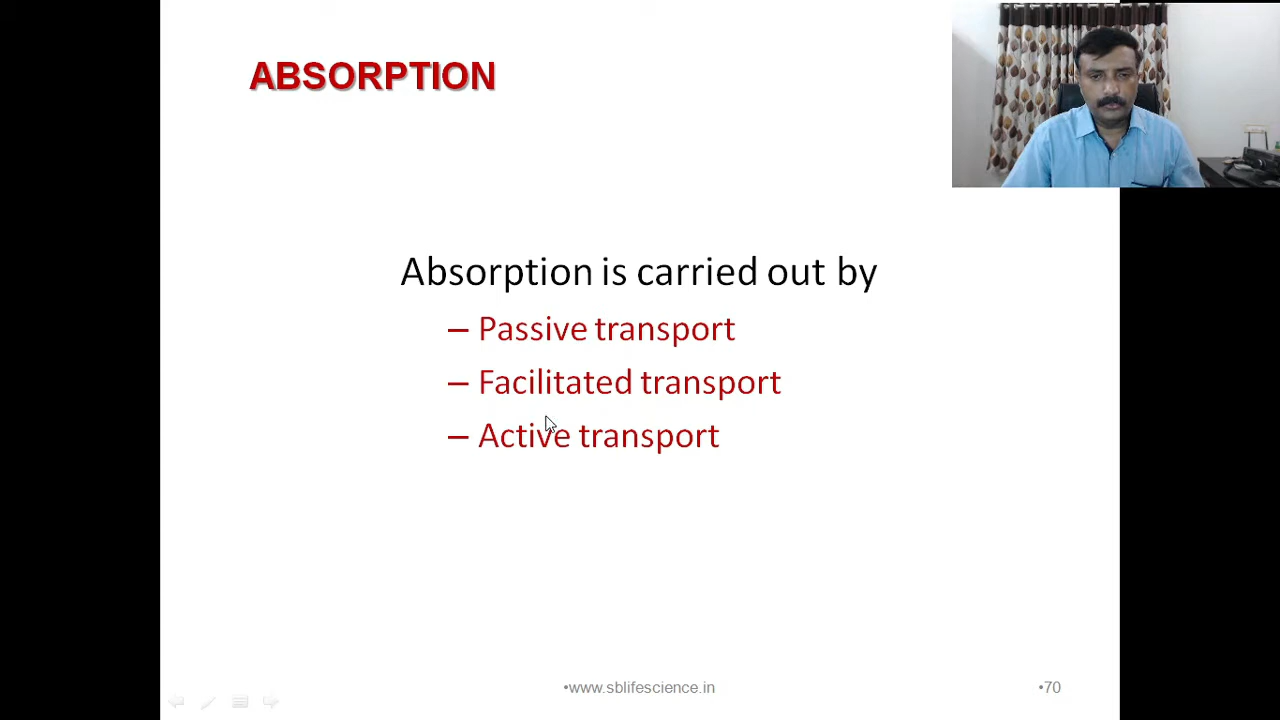 ABSORPTION
Absorption is carried out by
– Passive transport
– Facilitated transport
– Active transport
•www.sblifescience.in
•70